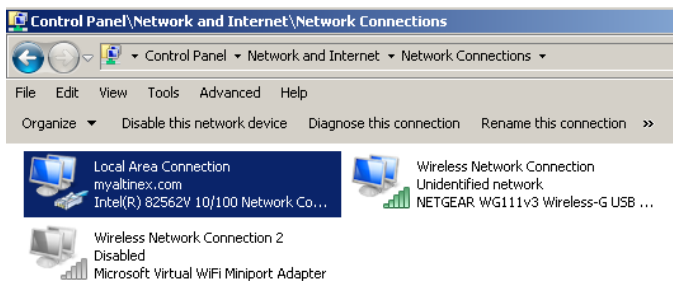 Control Panel\Network and Internet\Network Connections
Control Panel Network and Internet Network Connections
File Edit View Tools Advanced Help
Organize Disable this network device Diagnose this connection Rename this connection »
Local Area Connection
myaltinex.com
Intel(R) 82562V 10/100 Network Co...
Wireless Network Connection
Unidentified network
NETGEAR WG111v3 Wireless-G USB ...
Wireless Network Connection 2
Disabled
Microsoft Virtual WiFi Miniport Adapter